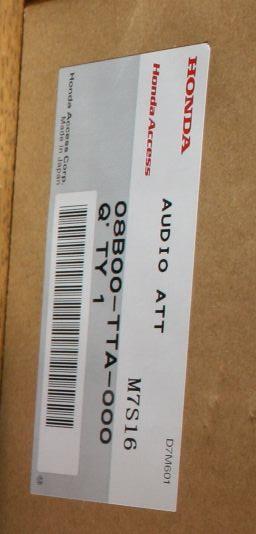 HONDA
Honda Access
AUDIO ATT
D7M601
M7S16
08B00-TTA-000
Q'TY 1
Honda Access Corp.
Made in Japan